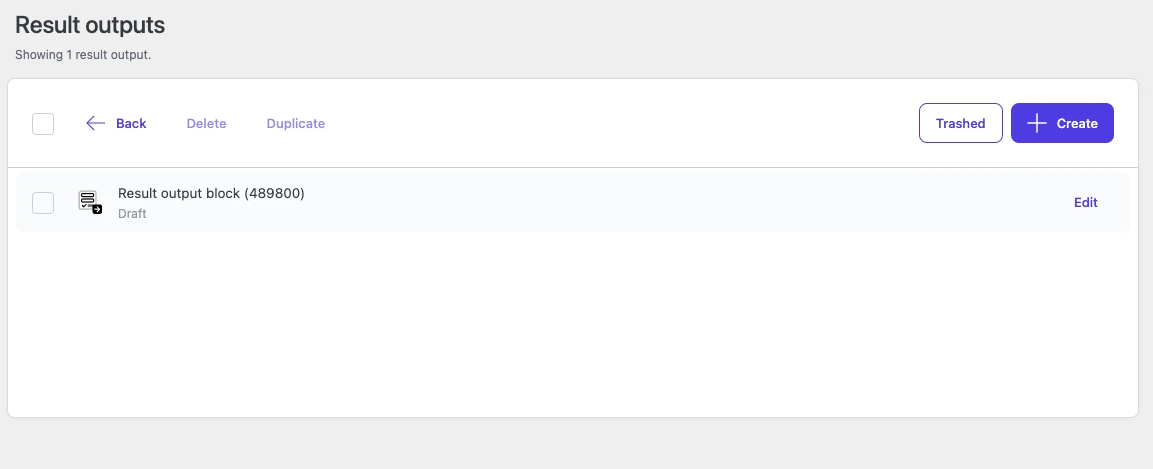 Result outputs
Showing 1 result output.
Back Delete Duplicate Trashed Create
Result output block (489800)
Draft
Edit